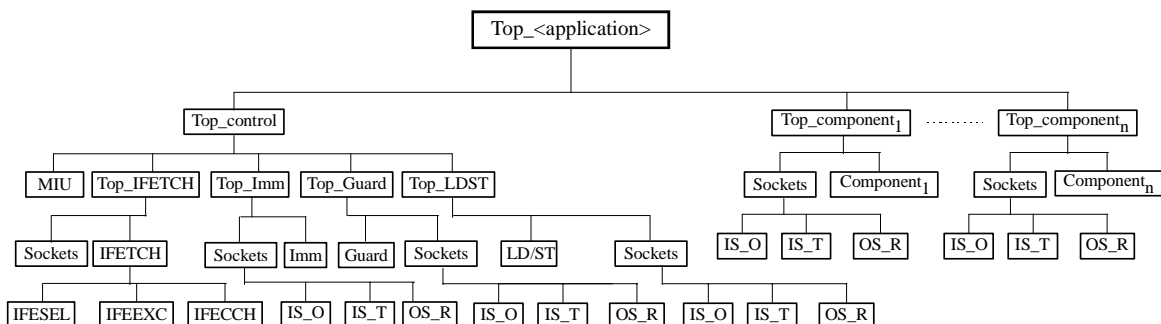 Top_<application>
Top_control Top_component1 ........ Top_componentn
MIU Top_IFETCH Top_Imm Top_Guard Top_LDST Sockets Component1 Sockets Componentn
Sockets IFETCH Sockets Imm Guard Sockets LD/ST Sockets IS_O IS_T OS_R IS_O IS_T OS_R
IFESEL IFEEXC IFECCH IS_O IS_T OS_R IS_O IS_T OS_R IS_O IS_T OS_R